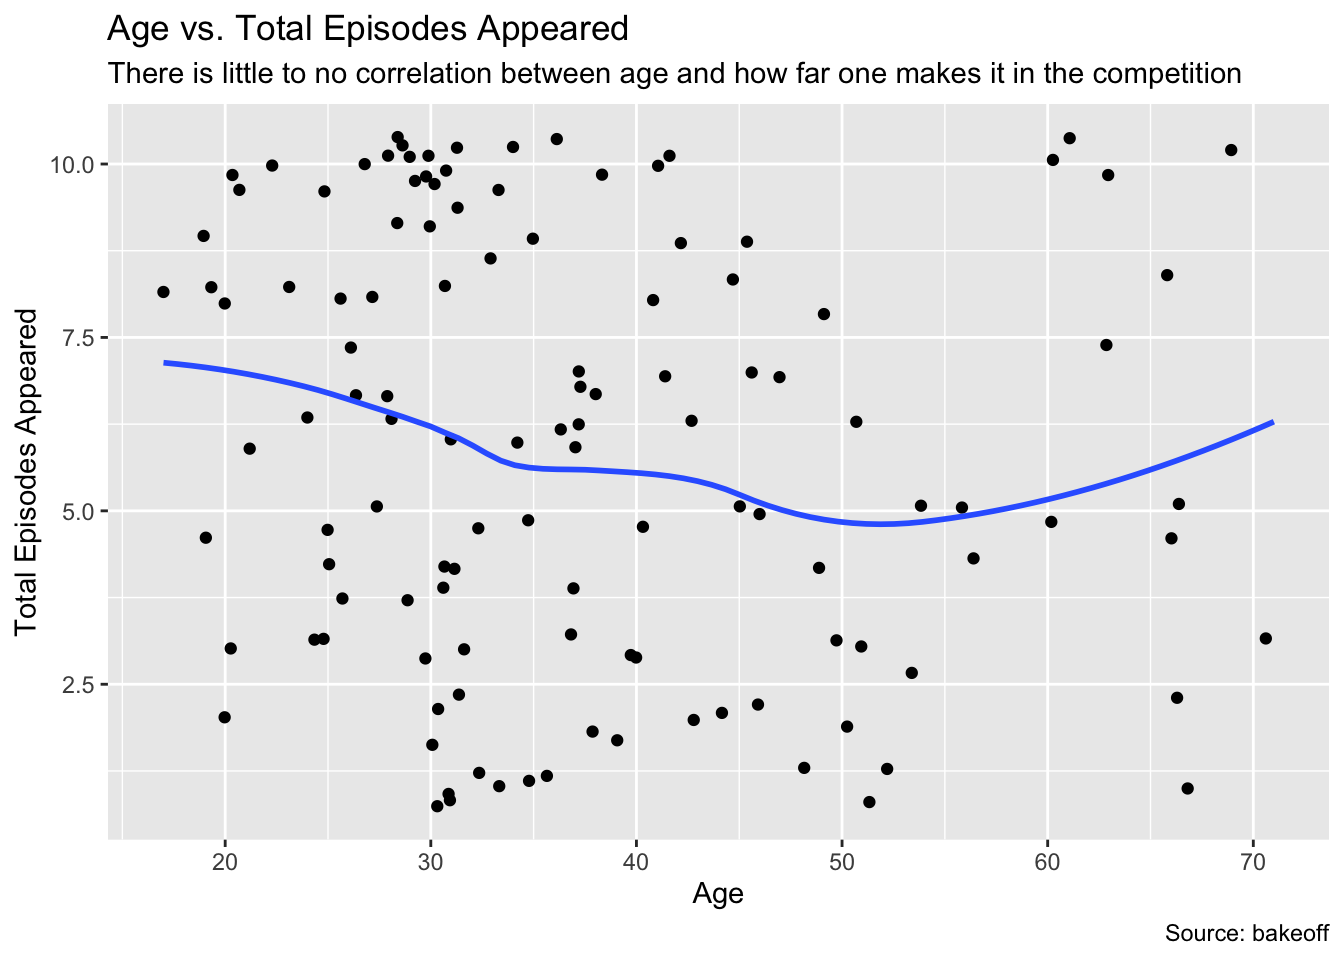 Age vs. Total Episodes Appeared
There is little to no correlation between age and how far one makes it in the competition
Total Episodes Appeared
10.0
7.5
5.0
2.5
20 30 40 50 60 70
Age
Source: bakeoff